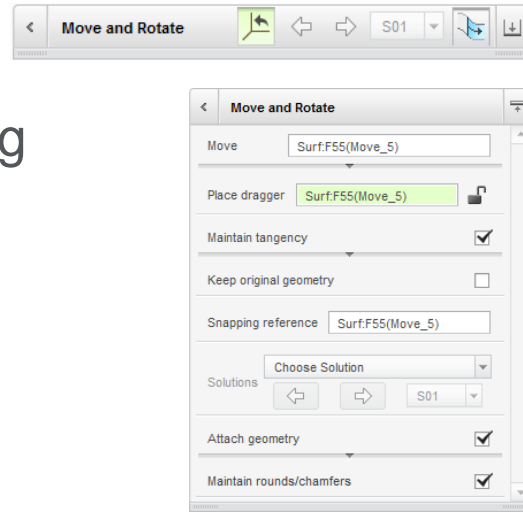 Move and Rotate S01
g
Move and Rotate
Move Surf:F55(Move_5)
Place dragger Surf:F55(Move_5)
Maintain tangency
Keep original geometry
Snapping reference Surf:F55(Move_5)
Choose Solution
Solutions
S01
Attach geometry
Maintain rounds/chamfers